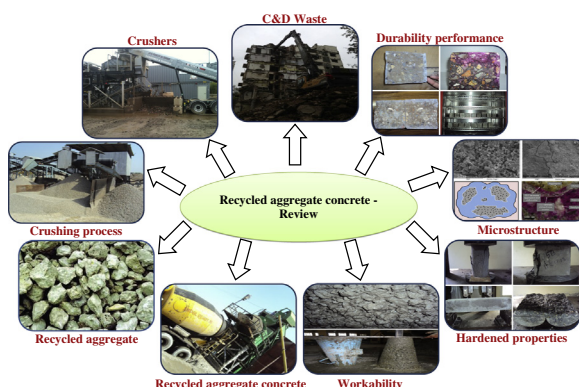 C&D Waste
Crushers
Durability performance
Recycled aggregate concrete -
Review
Crushing process
Microstructure
Recycled aggregate
Hardened properties
Recycled aggregate concrete
Workability